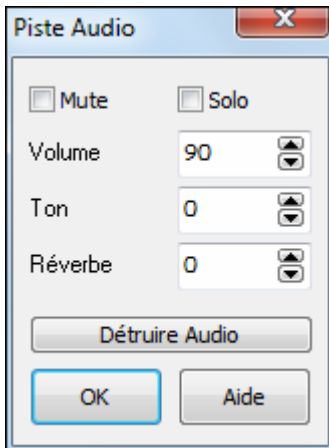 Piste Audio
Mute Solo
Volume 90
Ton 0
Réverbe 0
Détruire Audio
OK Aide